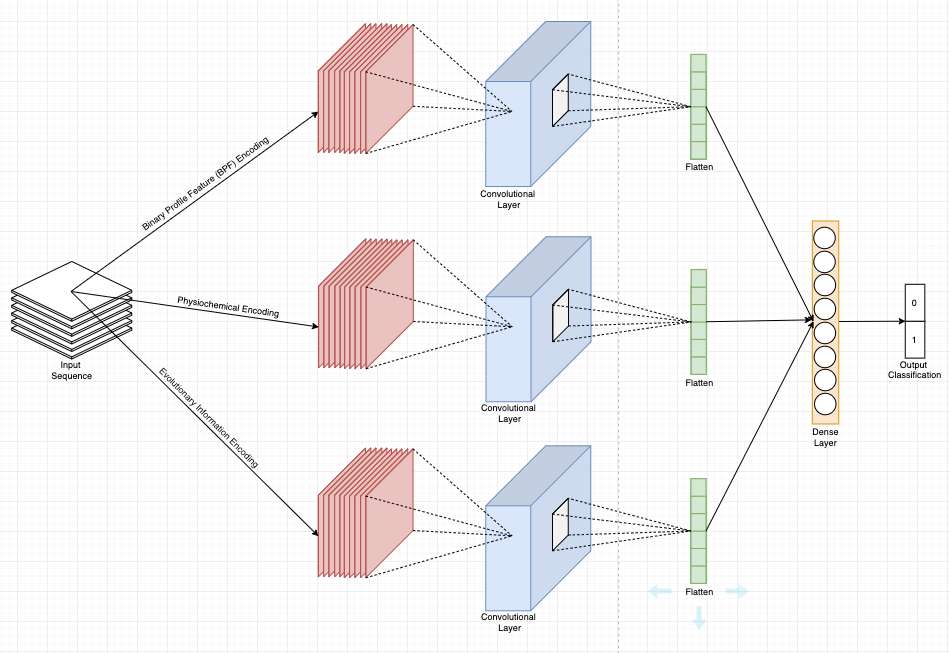 Binary Profile Feature (BPF) Encoding
Convolutional
Layer
Flatten
Physiochemical Encoding
Input
Sequence
Convolutional
Layer
Flatten
0
1
Output
Classification
Dense
Layer
Evolutionary Information Encoding
Convolutional
Layer
Flatten